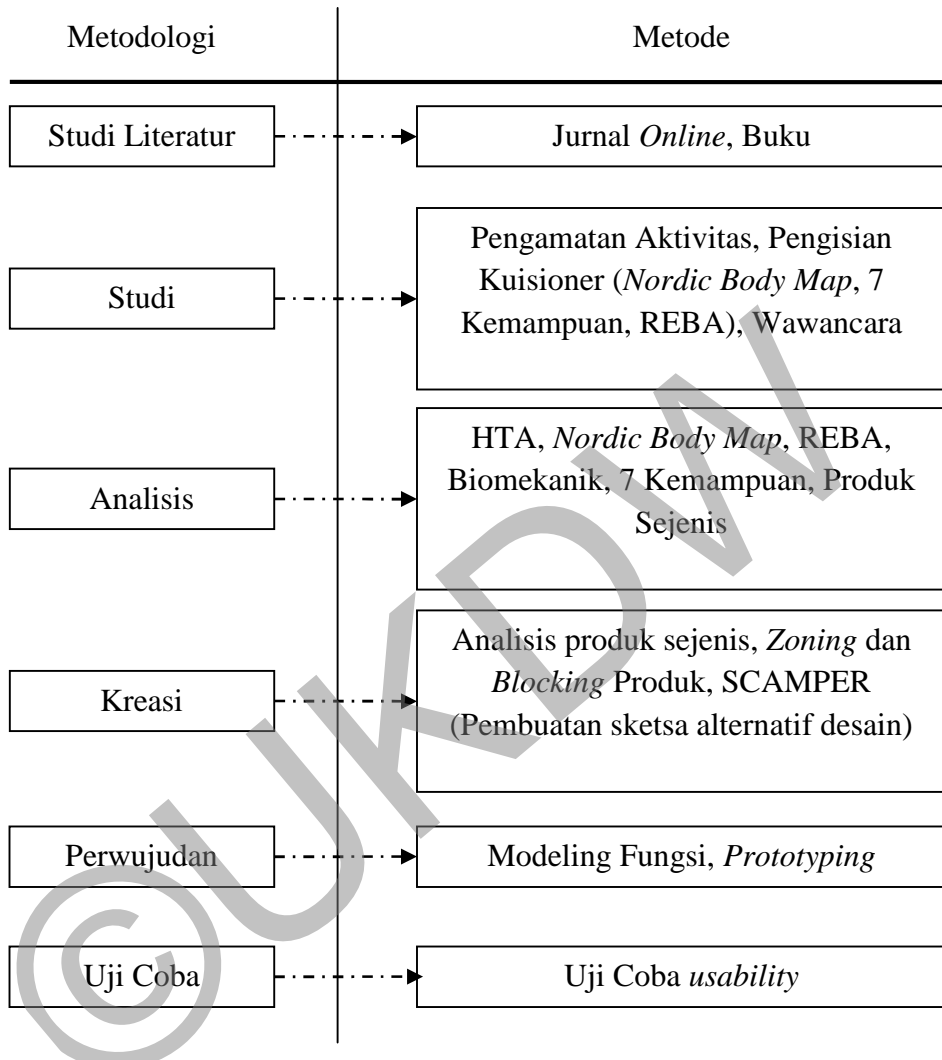 Metodologi
Metode
Studi Literatur
Jurnal Online, Buku
Studi
Pengamatan Aktivitas, Pengisian
Kuisioner (Nordic Body Map, 7
Kemampuan, REBA), Wawancara
Analisis
HTA, Nordic Body Map, REBA,
Biomekanik, 7 Kemampuan, Produk
Sejenis
Kreasi
Analisis produk sejenis, Zoning dan
Blocking Produk, SCAMPER
(Pembuatan sketsa alternatif desain)
Perwujudan
Modeling Fungsi, Prototyping
Uji Coba
Uji Coba usability
©UKDW